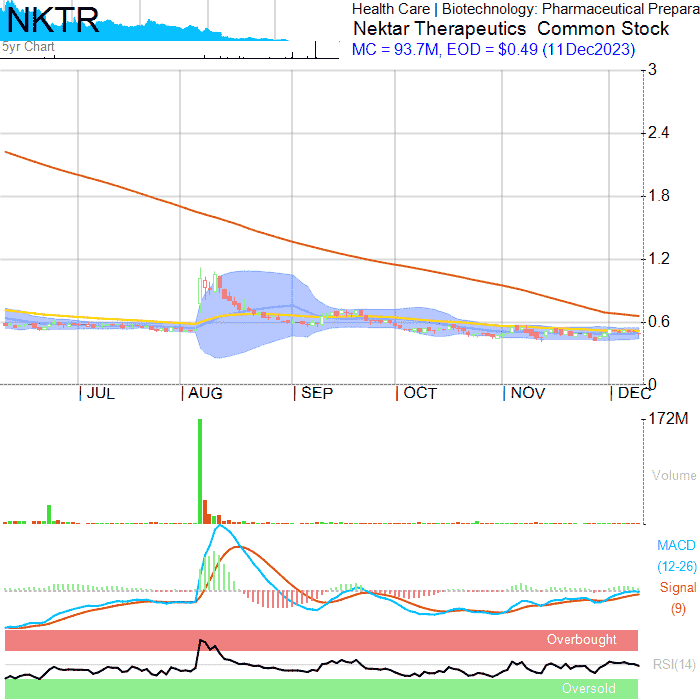 NKTR
5yr Chart
Health Care | Biotechnology: Pharmaceutical Prepara
Nektar Therapeutics Common Stock
MC = 93.7M, EOD = $0.49 (11Dec2023)
3
2.4
1.8
1.2
0.6
0
| JUL | AUG | SEP | OCT | NOV | DEC
172M
Volume
MACD
(12-26)
Signal
(9)
Overbought
RSI(14)
Oversold